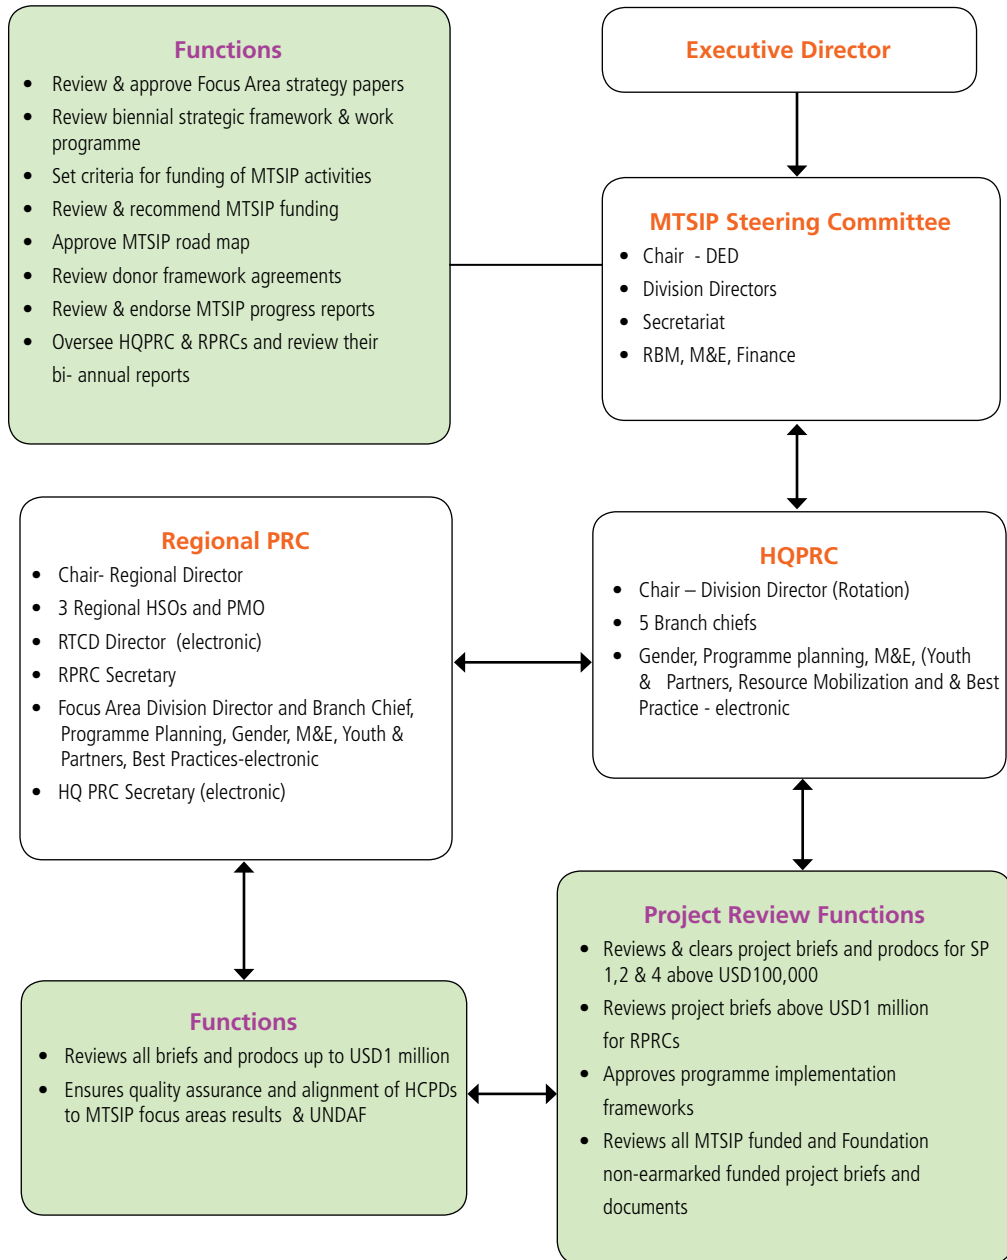 Functions
• Review & approve Focus Area strategy papers
• Review biennial strategic framework & work
programme
• Set criteria for funding of MTSIP activities
• Review & recommend MTSIP funding
• Approve MTSIP road map
• Review donor framework agreements
• Review & endorse MTSIP progress reports
• Oversee HQPRC & RPRCs and review their
bi- annual reports
Executive Director
MTSIP Steering Committee
• Chair - DED
• Division Directors
• Secretariat
• RBM, M&E, Finance
Regional PRC
• Chair- Regional Director
• 3 Regional HSOs and PMO
• RTCD Director (electronic)
• RPRC Secretary
• Focus Area Division Director and Branch Chief,
Programme Planning, Gender, M&E, Youth &
Partners, Best Practices-electronic
• HQ PRC Secretary (electronic)
HQPRC
• Chair – Division Director (Rotation)
• 5 Branch chiefs
• Gender, Programme planning, M&E, (Youth
& Partners, Resource Mobilization and & Best
Practice - electronic
Functions
• Reviews all briefs and prodocs up to USD1 million
• Ensures quality assurance and alignment of HCPDs
to MTSIP focus areas results & UNDAF
Project Review Functions
• Reviews & clears project briefs and prodocs for SP
1,2 & 4 above USD100,000
• Reviews project briefs above USD1 million
for RPRCs
• Approves programme implementation
frameworks
• Reviews all MTSIP funded and Foundation
non-earmarked funded project briefs and
documents